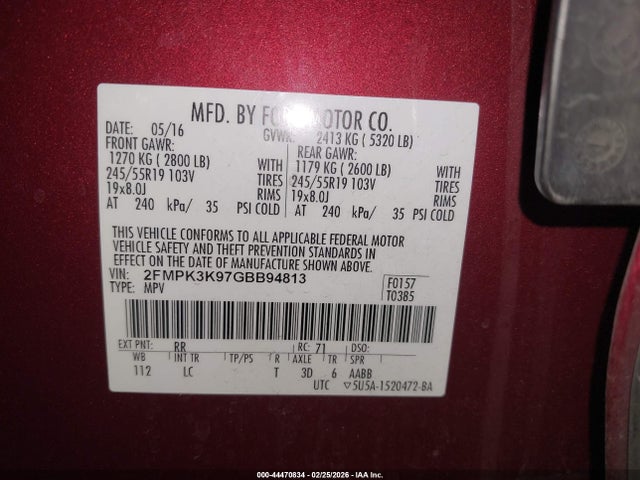 MFD. BY FORD MOTOR CO.
DATE: 05/16 GVWR: 2413 KG ( 5320 LB)
FRONT GAWR: REAR GAWR:
1270 KG ( 2800 LB) WITH 1179 KG ( 2600 LB) WITH
245/55R19 103V TIRES 245/55R19 103V TIRES
19x8.0J RIMS 19x8.0J RIMS
AT 240 kPa/ 35 PSI COLD AT 240 kPa/ 35 PSI COLD
THIS VEHICLE CONFORMS TO ALL APPLICABLE FEDERAL MOTOR
VEHICLE SAFETY AND THEFT PREVENTION STANDARDS IN
EFFECT ON THE DATE OF MANUFACTURE SHOWN ABOVE.
VIN: 2FMPK3K97GBB94813 F0157
TYPE: MPV T0385
EXT PNT: RR RC: 71 DSO:
WB INT TR TP/PS R AXLE TR SPR
112 LC T 3D 6 AABB
UTC ▽5U5A-1520472-BA
000-44470834 - 02/25/2026 - IAA Inc.